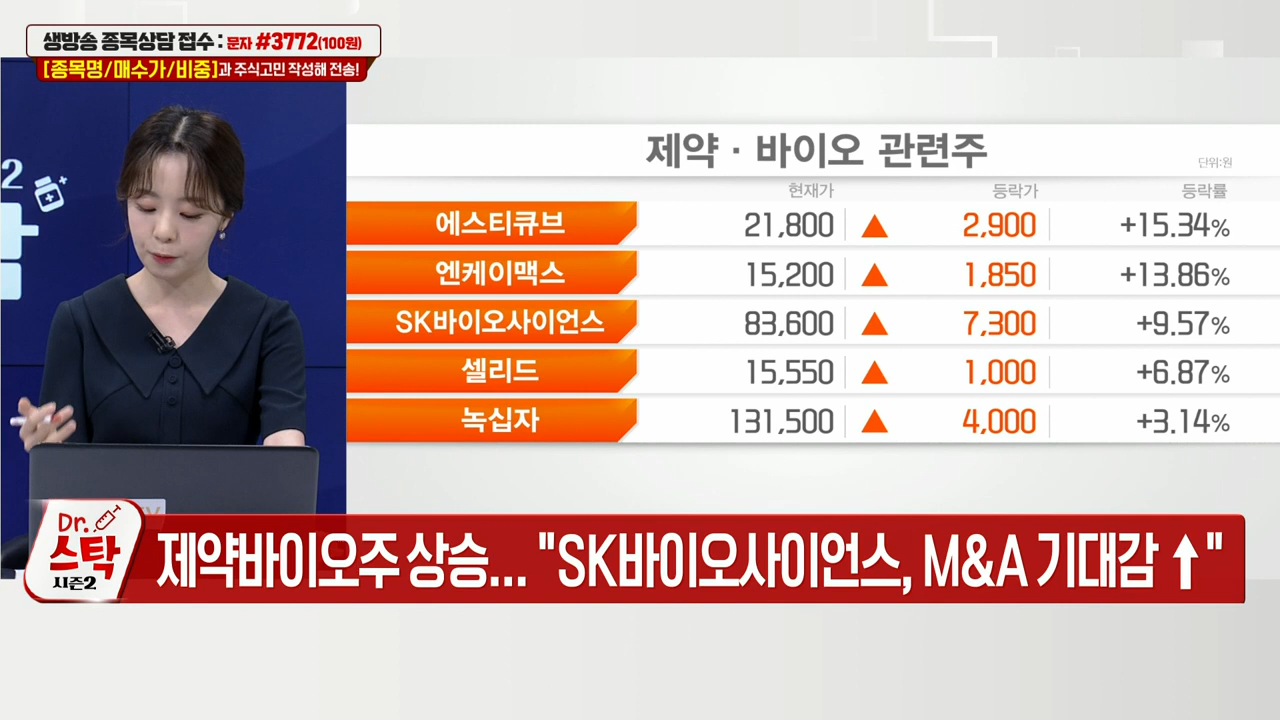 생방송 종목상담 접수 : 문자 #3772(100원)
[종목명/매수가/비중]과 주식고민 작성해 전송!
2
제약 · 바이오 관련주
단위:원
현재가 등락가 등락률
에스티큐브 21,800 ▲ 2,900 +15.34%
엔케이맥스 15,200 ▲ 1,850 +13.86%
SK바이오사이언스 83,600 ▲ 7,300 +9.57%
셀리드 15,550 ▲ 1,000 +6.87%
녹십자 131,500 ▲ 4,000 +3.14%
Dr.
스탁
시즌2
제약바이오주 상승... "SK바이오사이언스, M&A 기대감 ↑"